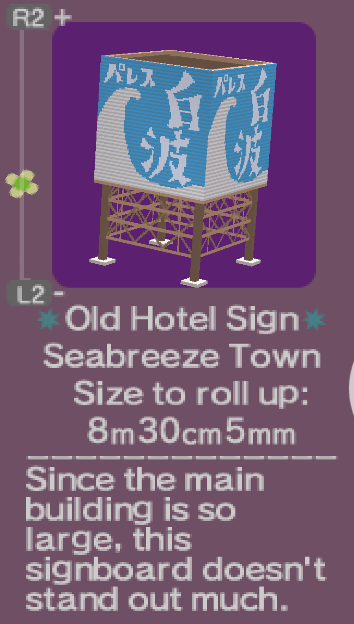 R2 +
パレス 白波
パレス 白波
L2 -
Old Hotel Sign
Seabreeze Town
Size to roll up:
8m30cm5mm
Since the main
building is so
large, this
signboard doesn't
stand out much.